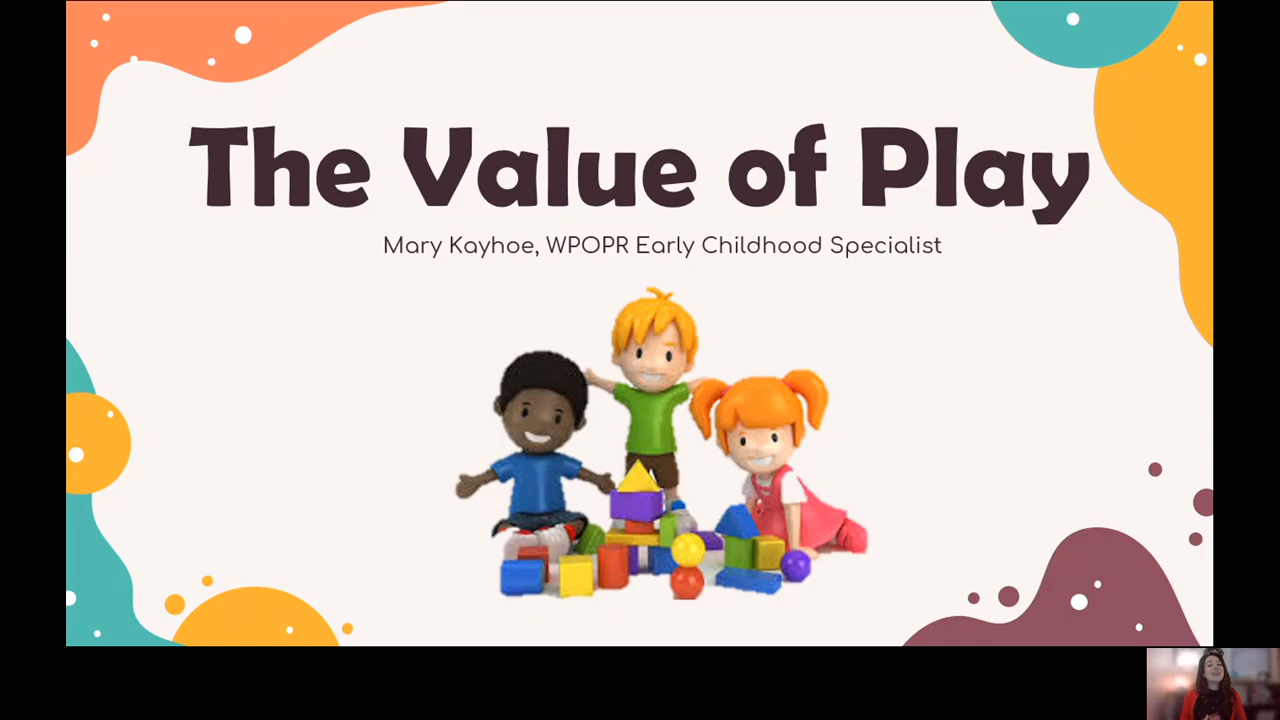 The Value of Play
Mary Kayhoe, WPOPR Early Childhood Specialist